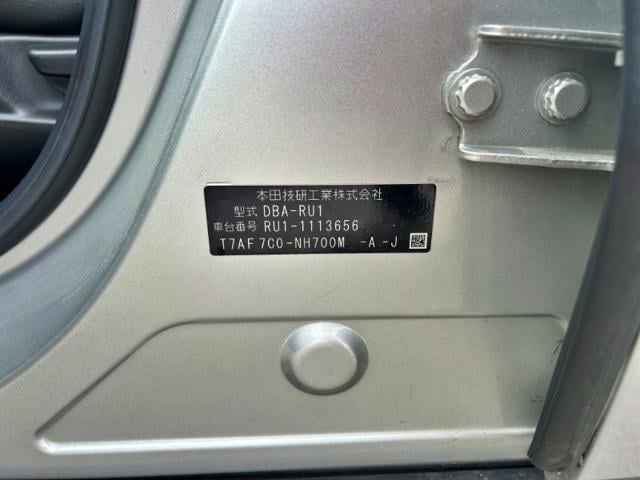 本田技研工業株式会社
型式 DBA-RU1
車台番号 RU1-1113656
T7AF7C0-NH700M -A-J